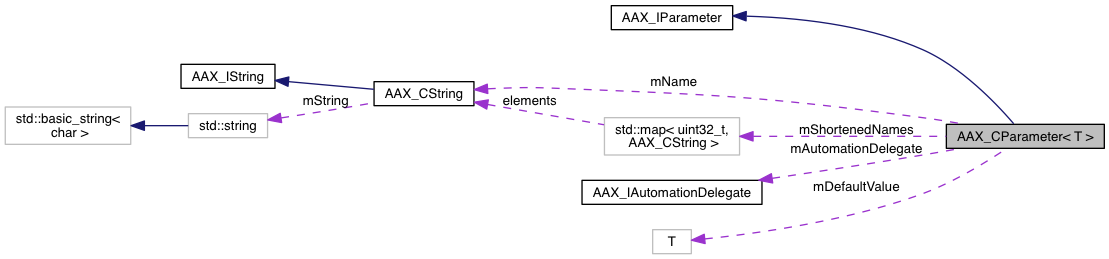 AAX_IParameter
AAX_IString
mName
AAX_CString
mString
elements
std::basic_string<
char >
std::string
std::map< uint32_t,
AAX_CString >
mShortenedNames
AAX_CParameter< T >
mAutomationDelegate
AAX_IAutomationDelegate
mDefaultValue
T